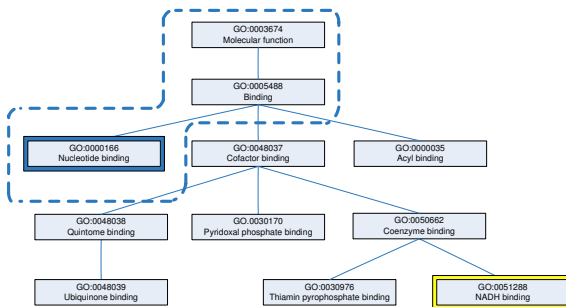 GO:0003674
Molecular function
GO:0005488
Binding
GO:0000166
Nucleotide binding
GO:0048037
Cofactor binding
GO:0000035
Acyl binding
GO:0048038
Quintome binding
GO.0030170
Pyridoxal phosphate binding
GO:0050662
Coenzyme binding
GO:0048039
Ubiquinone binding
GO:0030976
Thiamin pyrophosphate binding
GO:0051288
NADH binding